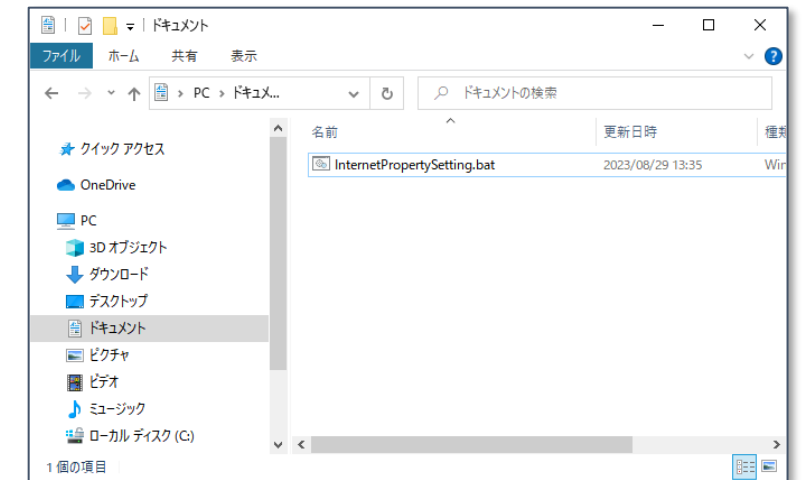 ドキュメント
ファイル ホーム 共有 表示
PC › ドキュメ... ドキュメントの検索
名前 更新日時 種類
クイック アクセス
InternetPropertySetting.bat 2023/08/29 13:35 Win
OneDrive
PC
3D オブジェクト
ダウンロード
デスクトップ
ドキュメント
ピクチャ
ビデオ
ミュージック
ローカル ディスク (C:)
1 個の項目